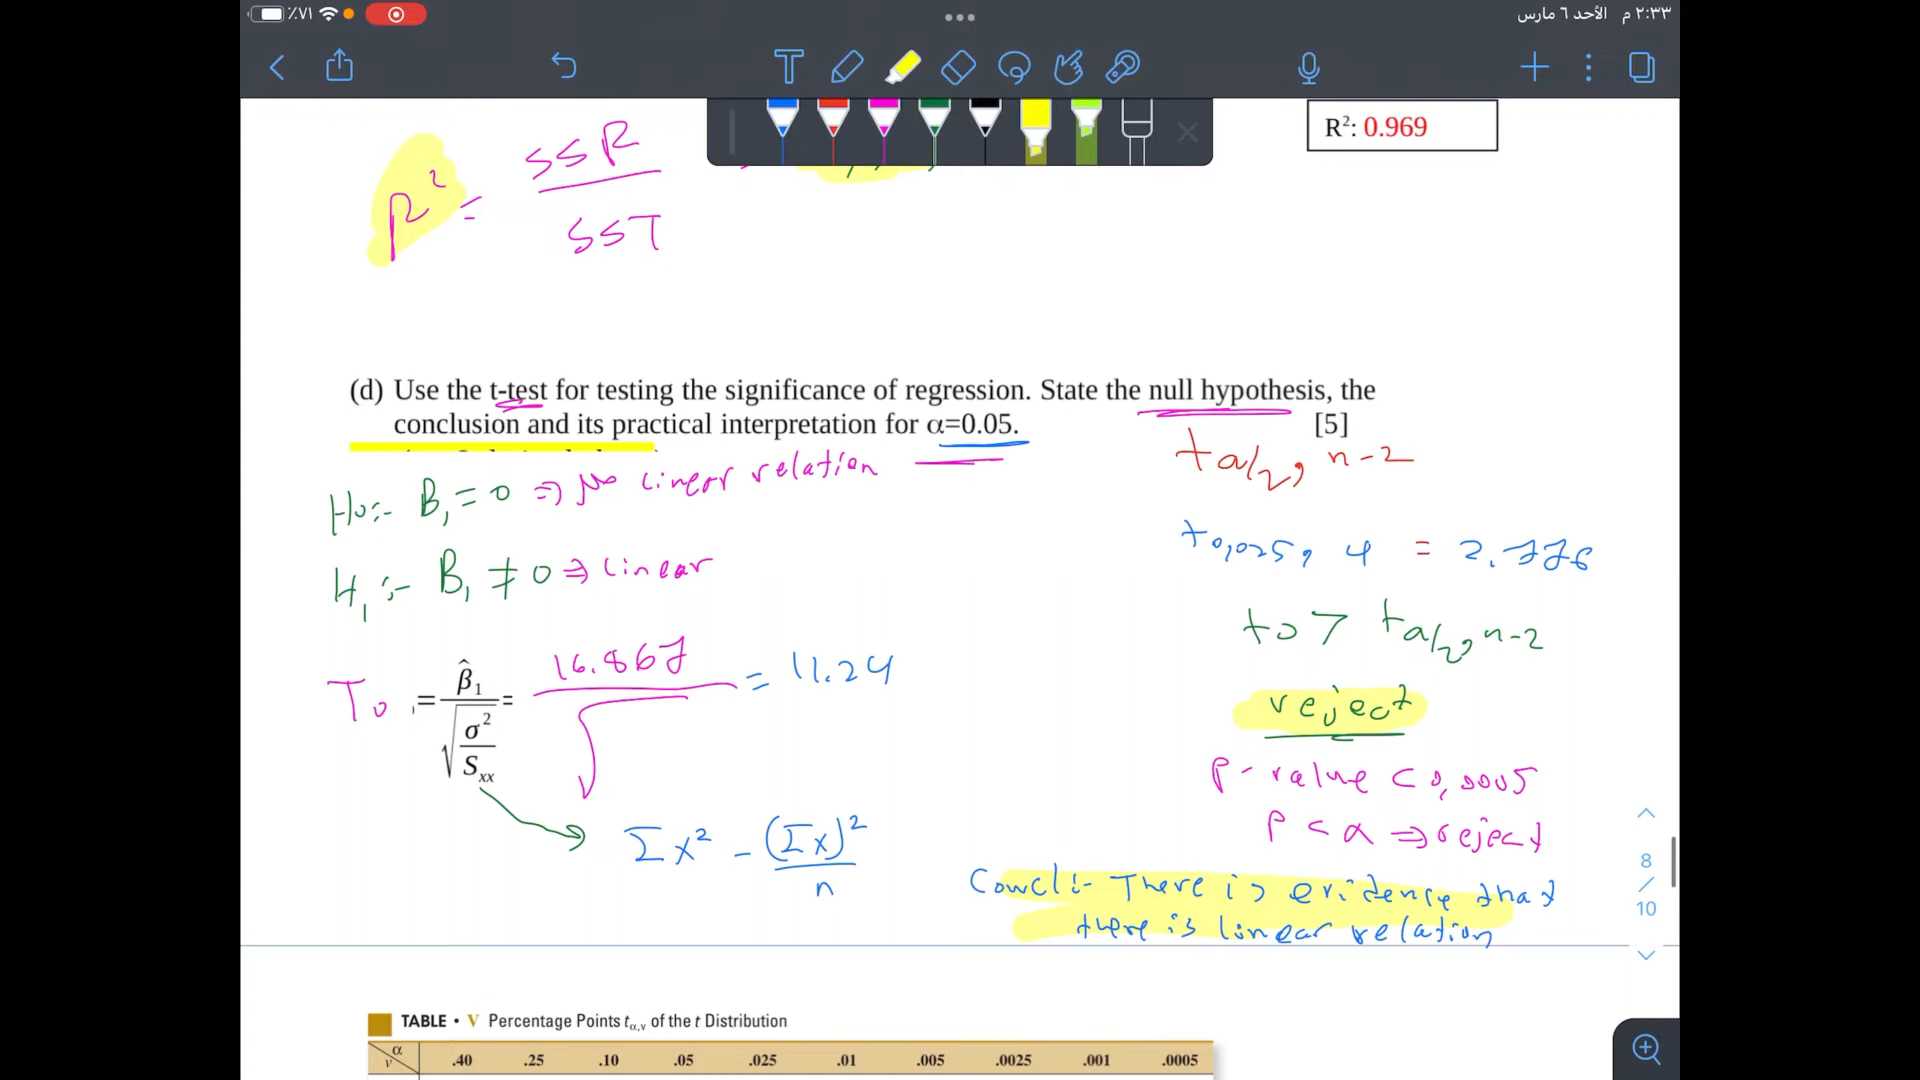 ٪٧١
٢:٣٣ م الأحد ٦ مارس
R²: 0.969
R² = SSR / SST
(d) Use the t-test for testing the significance of regression. State the null hypothesis, the
conclusion and its practical interpretation for α=0.05. [5]
H0:- B₁ = 0 ⇒ No linear relation
H₁:- B₁ ≠ 0 ⇒ linear
T0 = β̂₁ / √(σ² / Sxx) = 16.867 / √ = 11.24
Σx² - (Σx)² / n
tα/2, n-2
t0,025, 4 = 2.776
t0 > tα/2, n-2
reject
P-value < 0,0005
P < α ⇒ reject
Concl:- There is evidence that
there is linear relation
8
/
10
TABLE • V Percentage Points tα,ν of the t Distribution
α
ν .40 .25 .10 .05 .025 .01 .005 .0025 .001 .0005